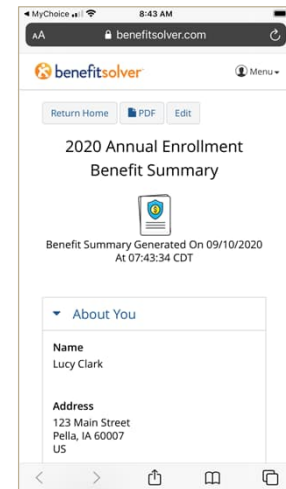 MyChoice 8:43 AM
AA benefitsolver.com
benefitsolver Menu
Return Home PDF Edit
2020 Annual Enrollment
Benefit Summary
Benefit Summary Generated On 09/10/2020
At 07:43:34 CDT
About You
Name
Lucy Clark
Address
123 Main Street
Pella, IA 60007
US